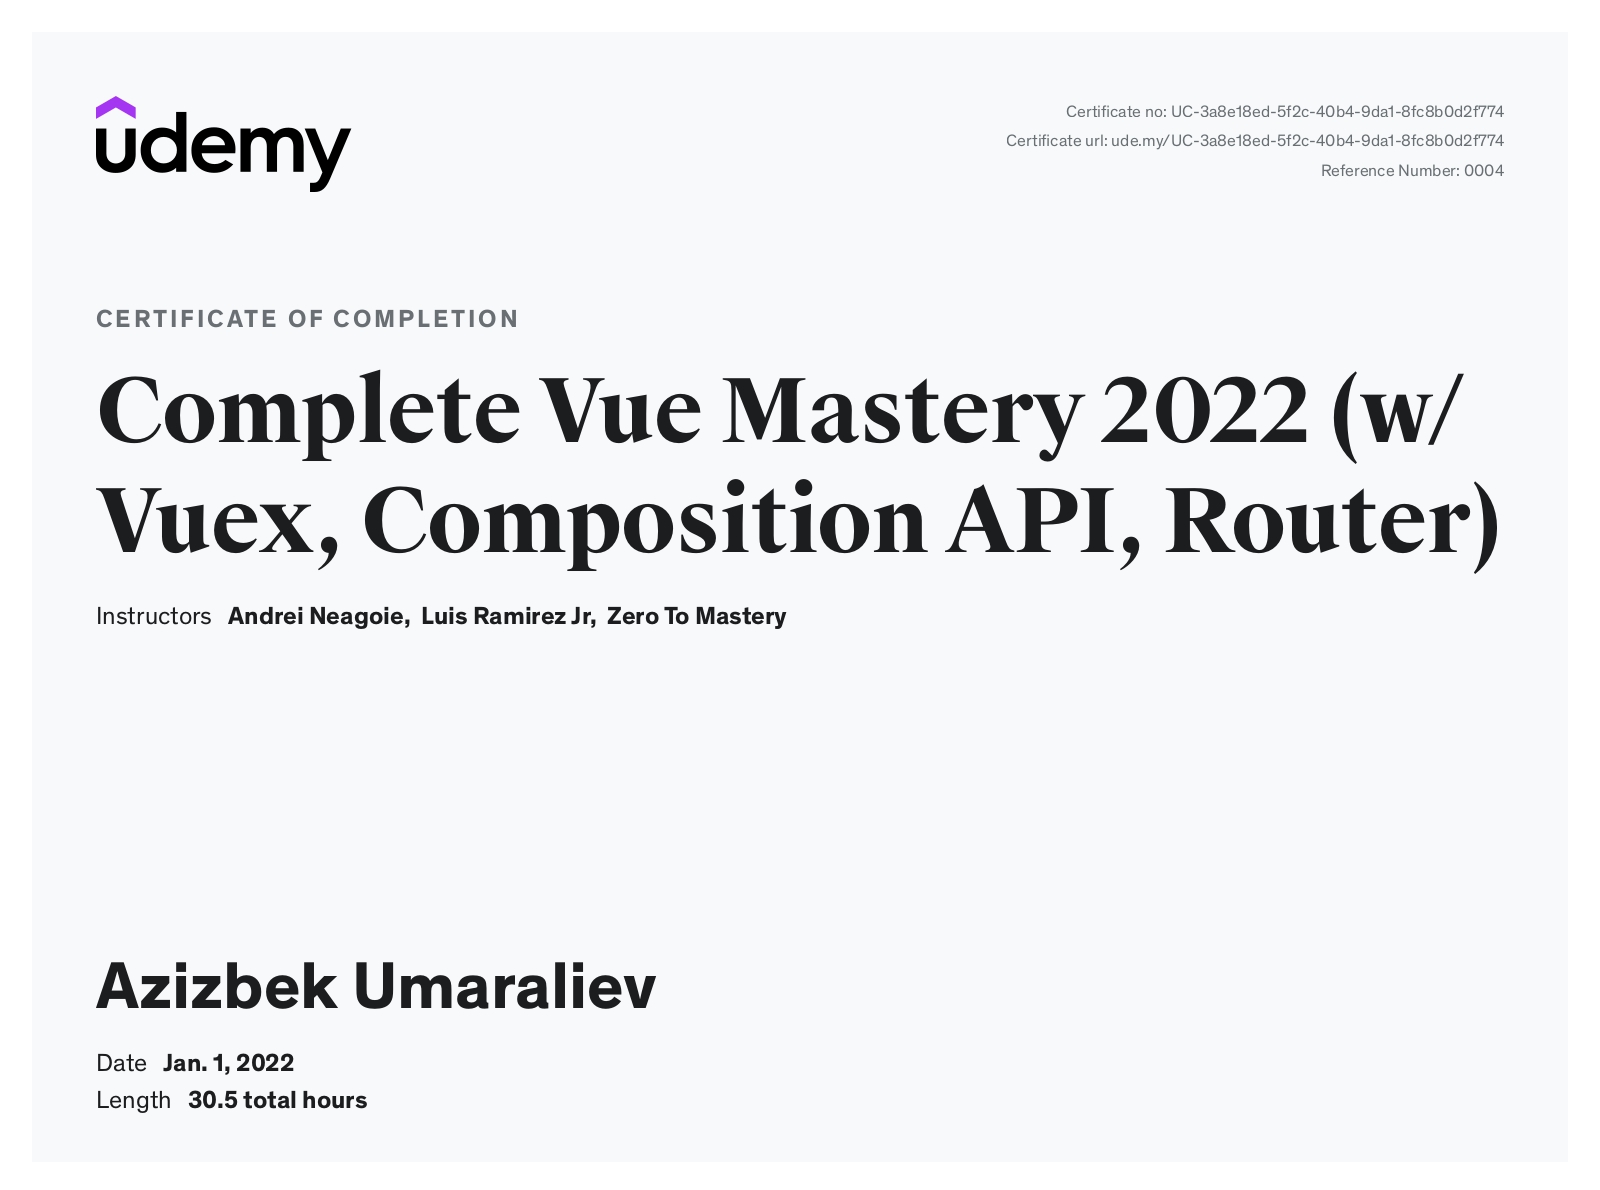 udemy
Certificate no: UC-3a8e18ed-5f2c-40b4-9da1-8fc8b0d2f774
Certificate url: ude.my/UC-3a8e18ed-5f2c-40b4-9da1-8fc8b0d2f774
Reference Number: 0004
CERTIFICATE OF COMPLETION
Complete Vue Mastery 2022 (w/
Vuex, Composition API, Router)
Instructors Andrei Neagoie, Luis Ramirez Jr, Zero To Mastery
Azizbek Umaraliev
Date Jan. 1, 2022
Length 30.5 total hours